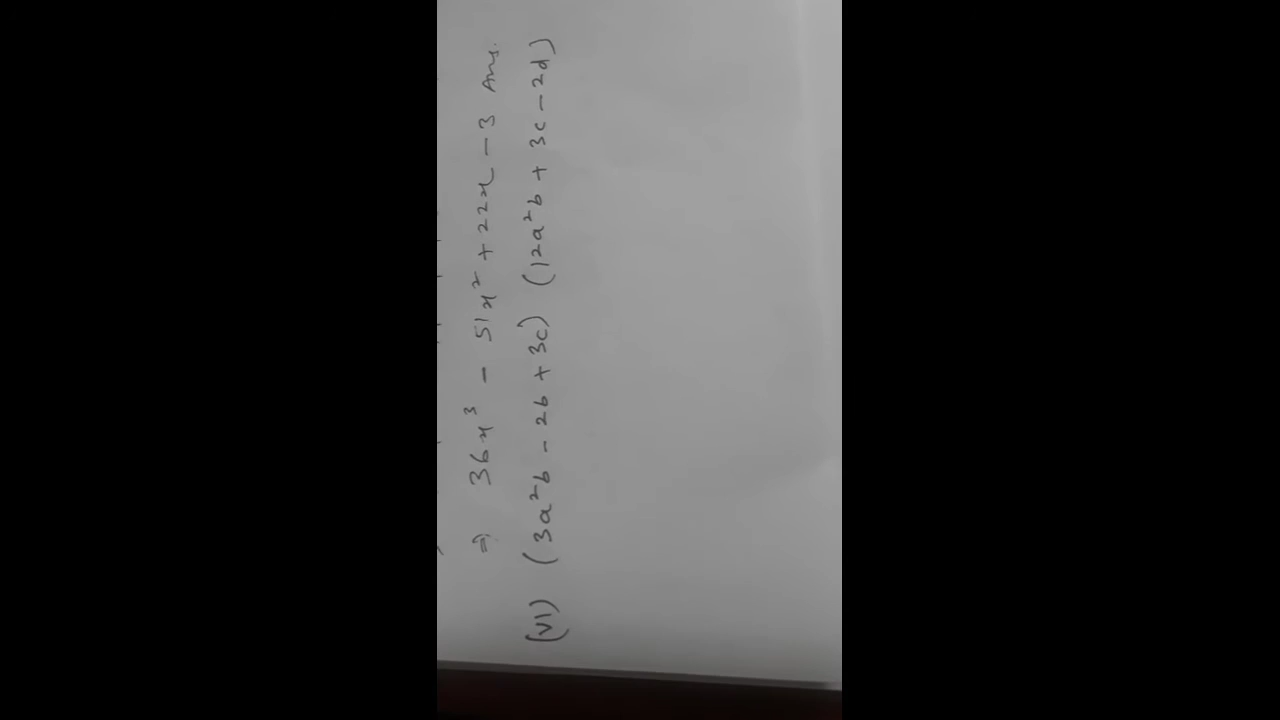 ⇒ 36x³ - 51x² + 22x - 3 Ans.
(VI) (3a²b - 2b + 3c) (12a²b + 3c - 2d)